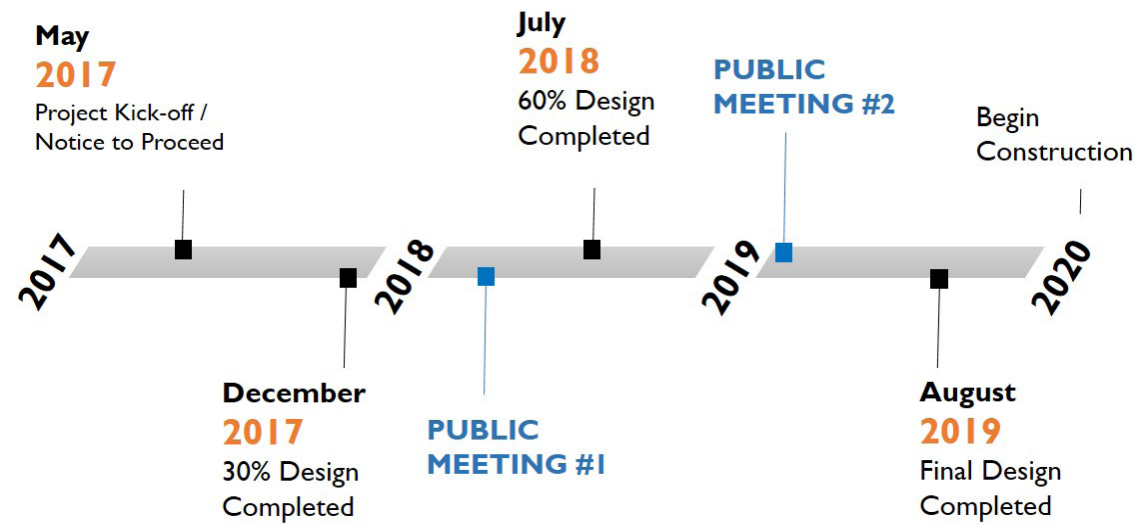 May
2017
Project Kick-off /
Notice to Proceed
July
2018
60% Design
Completed
PUBLIC
MEETING #2
Begin
Construction
2017
2018
2019
2020
December
2017
30% Design
Completed
PUBLIC
MEETING #1
August
2019
Final Design
Completed